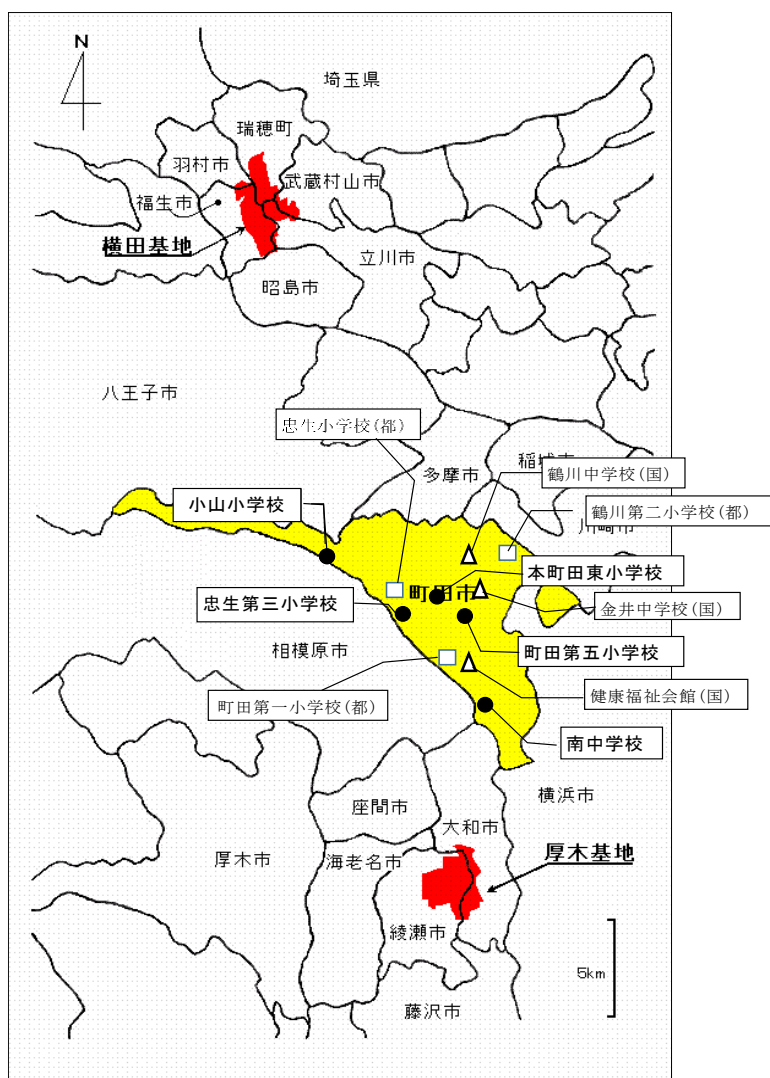 N
埼玉県
瑞穂町
羽村市
武蔵村山市
福生市
横田基地
立川市
昭島市
八王子市
忠生小学校(都)
稲城市
多摩市
鶴川中学校(国)
小山小学校
鶴川第二小学校(都)
川崎市
本町田東小学校
町田市
忠生第三小学校
金井中学校(国)
相模原市
町田第五小学校
町田第一小学校(都)
健康福祉会館(国)
南中学校
横浜市
座間市
大和市
厚木市
海老名市
厚木基地
綾瀬市
5km
藤沢市